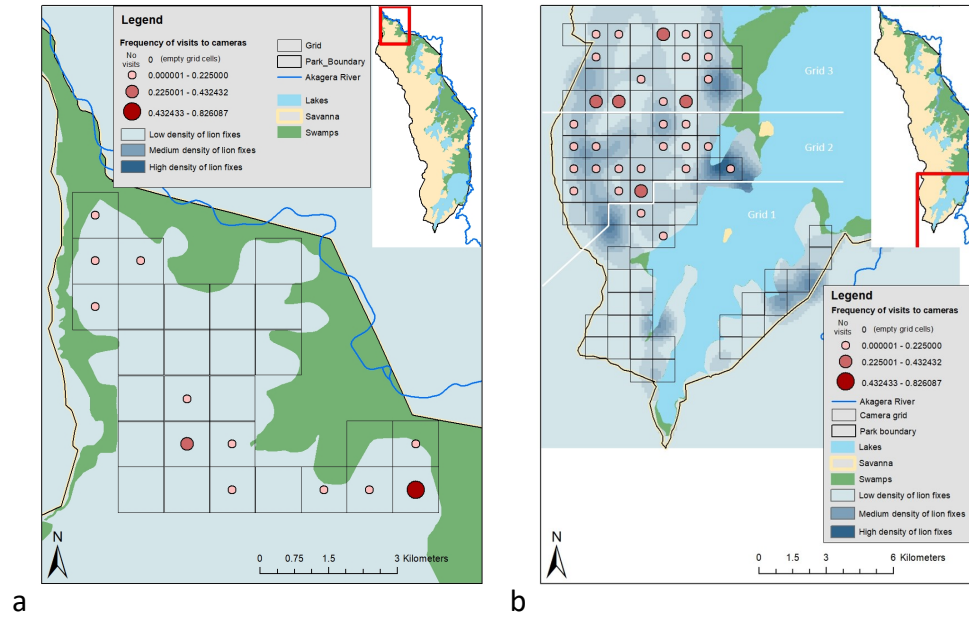 Legend
Frequency of visits to cameras
No visits
0 (empty grid cells)
0.000001 - 0.225000
0.225001 - 0.432432
0.432433 - 0.826087
Low density of lion fixes
Medium density of lion fixes
High density of lion fixes
Grid
Park_Boundary
Akagera River
Lakes
Savanna
Swamps
N
0 0.75 1.5 3 Kilometers
a
Grid 3
Grid 2
Grid 1
Legend
Frequency of visits to cameras
No visits
0 (empty grid cells)
0.000001 - 0.225000
0.225001 - 0.432432
0.432433 - 0.826087
Akagera River
Camera grid
Park boundary
Lakes
Savanna
Swamps
Low density of lion fixes
Medium density of lion fixes
High density of lion fixes
N
0 1.5 3 6 Kilometers
b